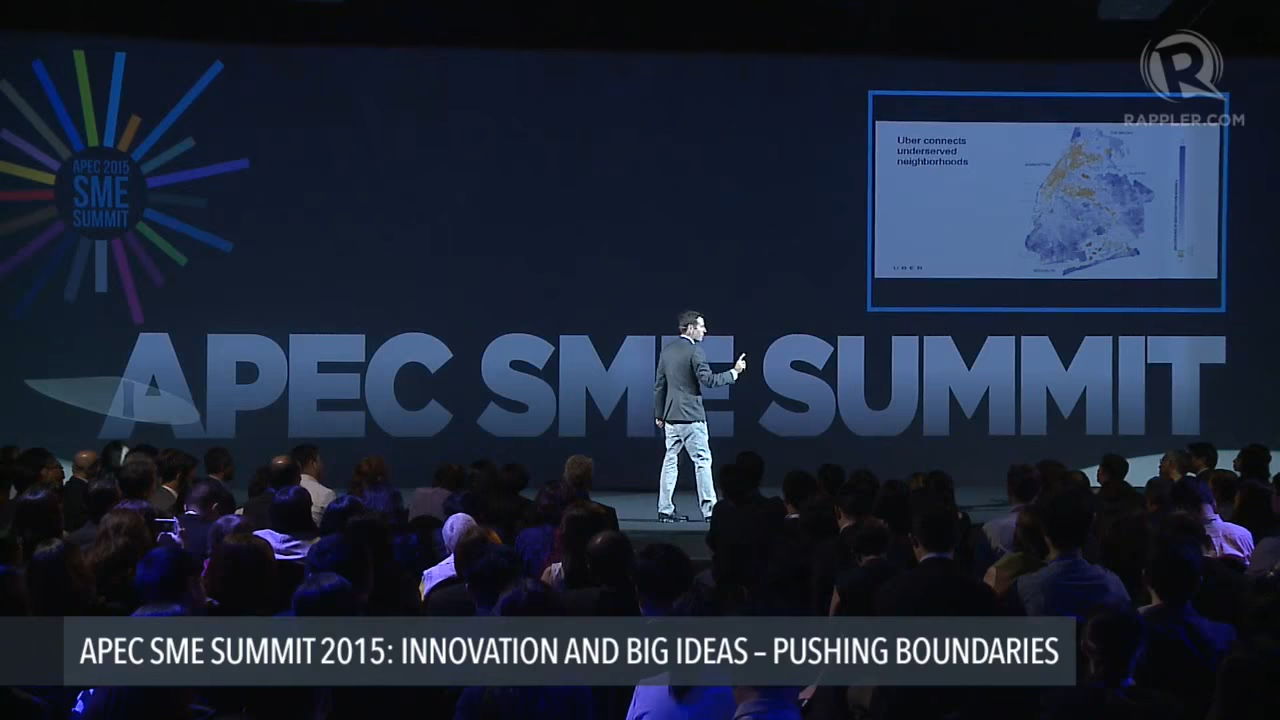 RAPPLER.COM
APEC 2015
SME
SUMMIT
Uber connects
underserved
neighborhoods
UBER
APEC SME SUMMIT
APEC SME SUMMIT 2015: INNOVATION AND BIG IDEAS – PUSHING BOUNDARIES